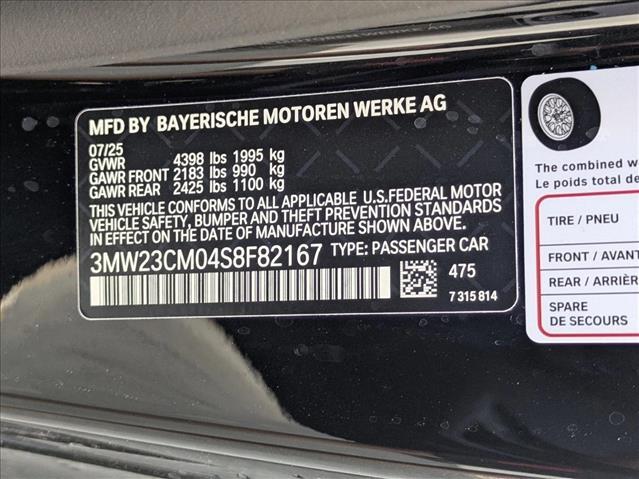 MFD BY BAYERISCHE MOTOREN WERKE AG
07/25
GVWR 4398 lbs 1995 kg
GAWR FRONT 2183 lbs 990 kg
GAWR REAR 2425 lbs 1100 kg
THIS VEHICLE CONFORMS TO ALL APPLICABLE U.S.FEDERAL MOTOR
VEHICLE SAFETY, BUMPER AND THEFT PREVENTION STANDARDS
IN EFFECT ON THE DATE OF MANUFACTURE SHOWN ABOVE.
3MW23CM04S8F82167 TYPE: PASSENGER CAR
475
7 315 814
The combined w
Le poids total de
TIRE / PNEU
FRONT / AVANT
REAR / ARRIÈR
SPARE
DE SECOURS